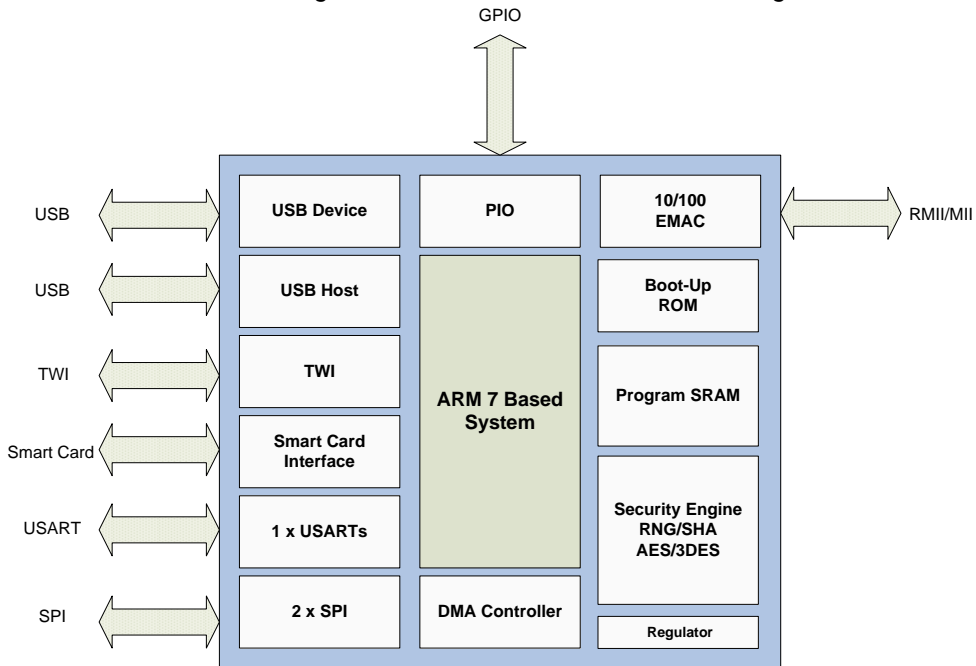 GPIO
USB
USB Device
PIO
10/100
EMAC
RMII/MII
USB
USB Host
Boot-Up
ROM
TWI
TWI
ARM 7 Based
System
Program SRAM
Smart Card
Smart Card
Interface
USART
1 x USARTs
Security Engine
RNG/SHA
AES/3DES
SPI
2 x SPI
DMA Controller
Regulator